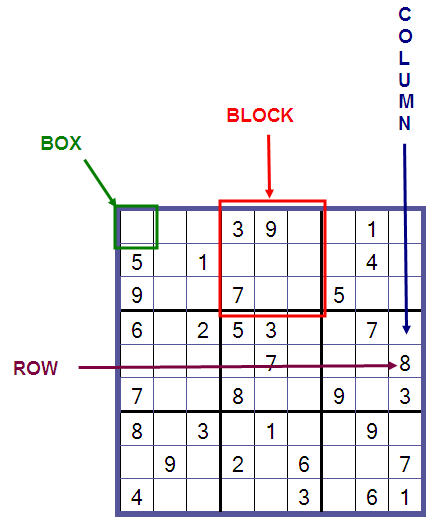 COLUMN
BLOCK
BOX
3 9 1
5 1 4
9 7 5
6 2 5 3 7
ROW 7 8
7 8 9 3
8 3 1 9
9 2 6 7
4 3 6 1